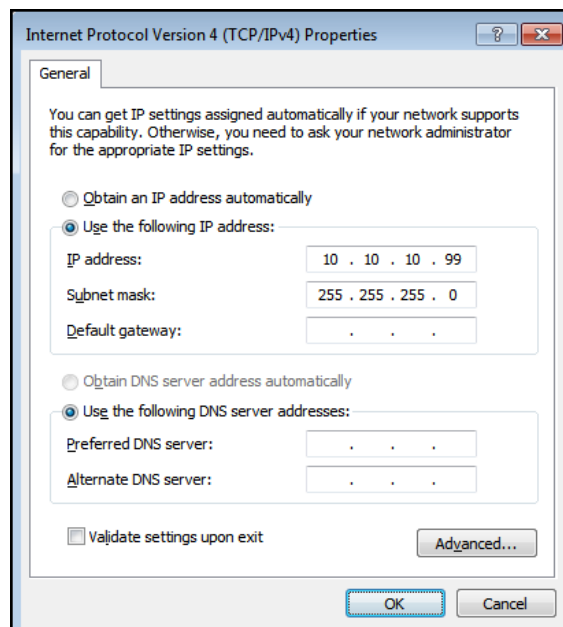 Internet Protocol Version 4 (TCP/IPv4) Properties
?
General
You can get IP settings assigned automatically if your network supports
this capability. Otherwise, you need to ask your network administrator
for the appropriate IP settings.
Obtain an IP address automatically
Use the following IP address:
IP address: 10 . 10 . 10 . 99
Subnet mask: 255 . 255 . 255 . 0
Default gateway: . . .
Obtain DNS server address automatically
Use the following DNS server addresses:
Preferred DNS server: . . .
Alternate DNS server: . . .
Validate settings upon exit
Advanced...
OK Cancel